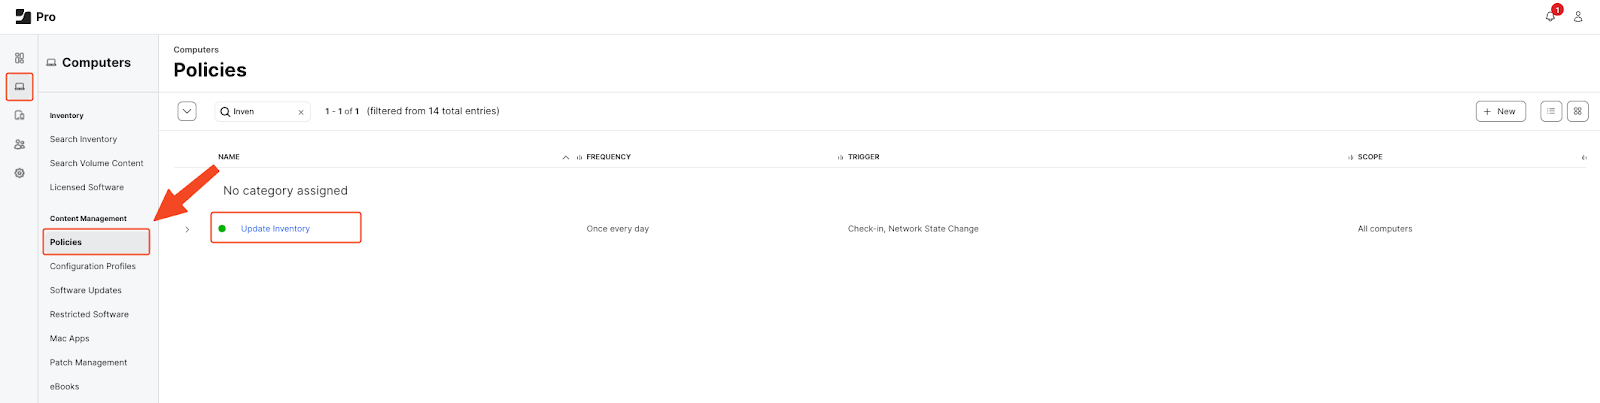 Pro
1
Computers
Inventory
Search Inventory
Search Volume Content
Licensed Software
Content Management
Policies
Configuration Profiles
Software Updates
Restricted Software
Mac Apps
Patch Management
eBooks
Computers
Policies
Inven
1 - 1 of 1 (filtered from 14 total entries)
+ New
NAME FREQUENCY TRIGGER SCOPE
No category assigned
Update Inventory Once every day Check-in, Network State Change All computers